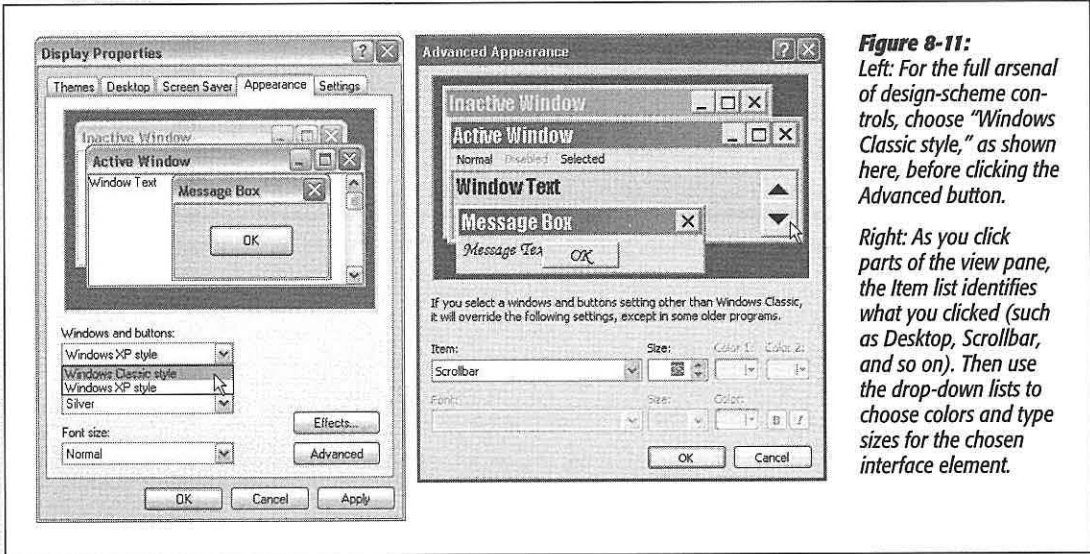 Display Properties
Themes Desktop Screen Saver Appearance Settings
Inactive Window
Active Window
Window Text
Message Box
OK
Windows and buttons:
Windows XP style
Windows Classic style
Windows XP style
Silver
Font size:
Normal
Effects...
Advanced
OK Cancel Apply
Advanced Appearance
Inactive Window
Active Window
Normal Disabled Selected
Window Text
Message Box
Message Tex
OK
If you select a windows and buttons setting other than Windows Classic,
it will override the following settings, except in some older programs.
Item: Size: Color 1: Color 2:
Scrollbar
Font: Size: Color:
B I
OK Cancel
Figure 8-11:
Left: For the full arsenal
of design-scheme con-
trols, choose “Windows
Classic style,” as shown
here, before clicking the
Advanced button.
Right: As you click
parts of the view pane,
the Item list identifies
what you clicked (such
as Desktop, Scrollbar,
and so on). Then use
the drop-down lists to
choose colors and type
sizes for the chosen
interface element.